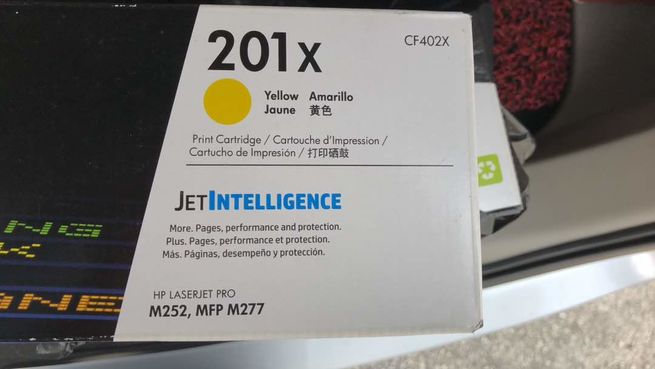 201X
CF402X
Yellow Amarillo
Jaune 黄色
Print Cartridge / Cartouche d'Impression /
Cartucho de Impresión / 打印硒鼓
JETINTELLIGENCE
More. Pages, performance and protection.
Plus. Pages, performance et protection.
Más. Páginas, desempeño y protección.
HP LASERJET PRO
M252, MFP M277